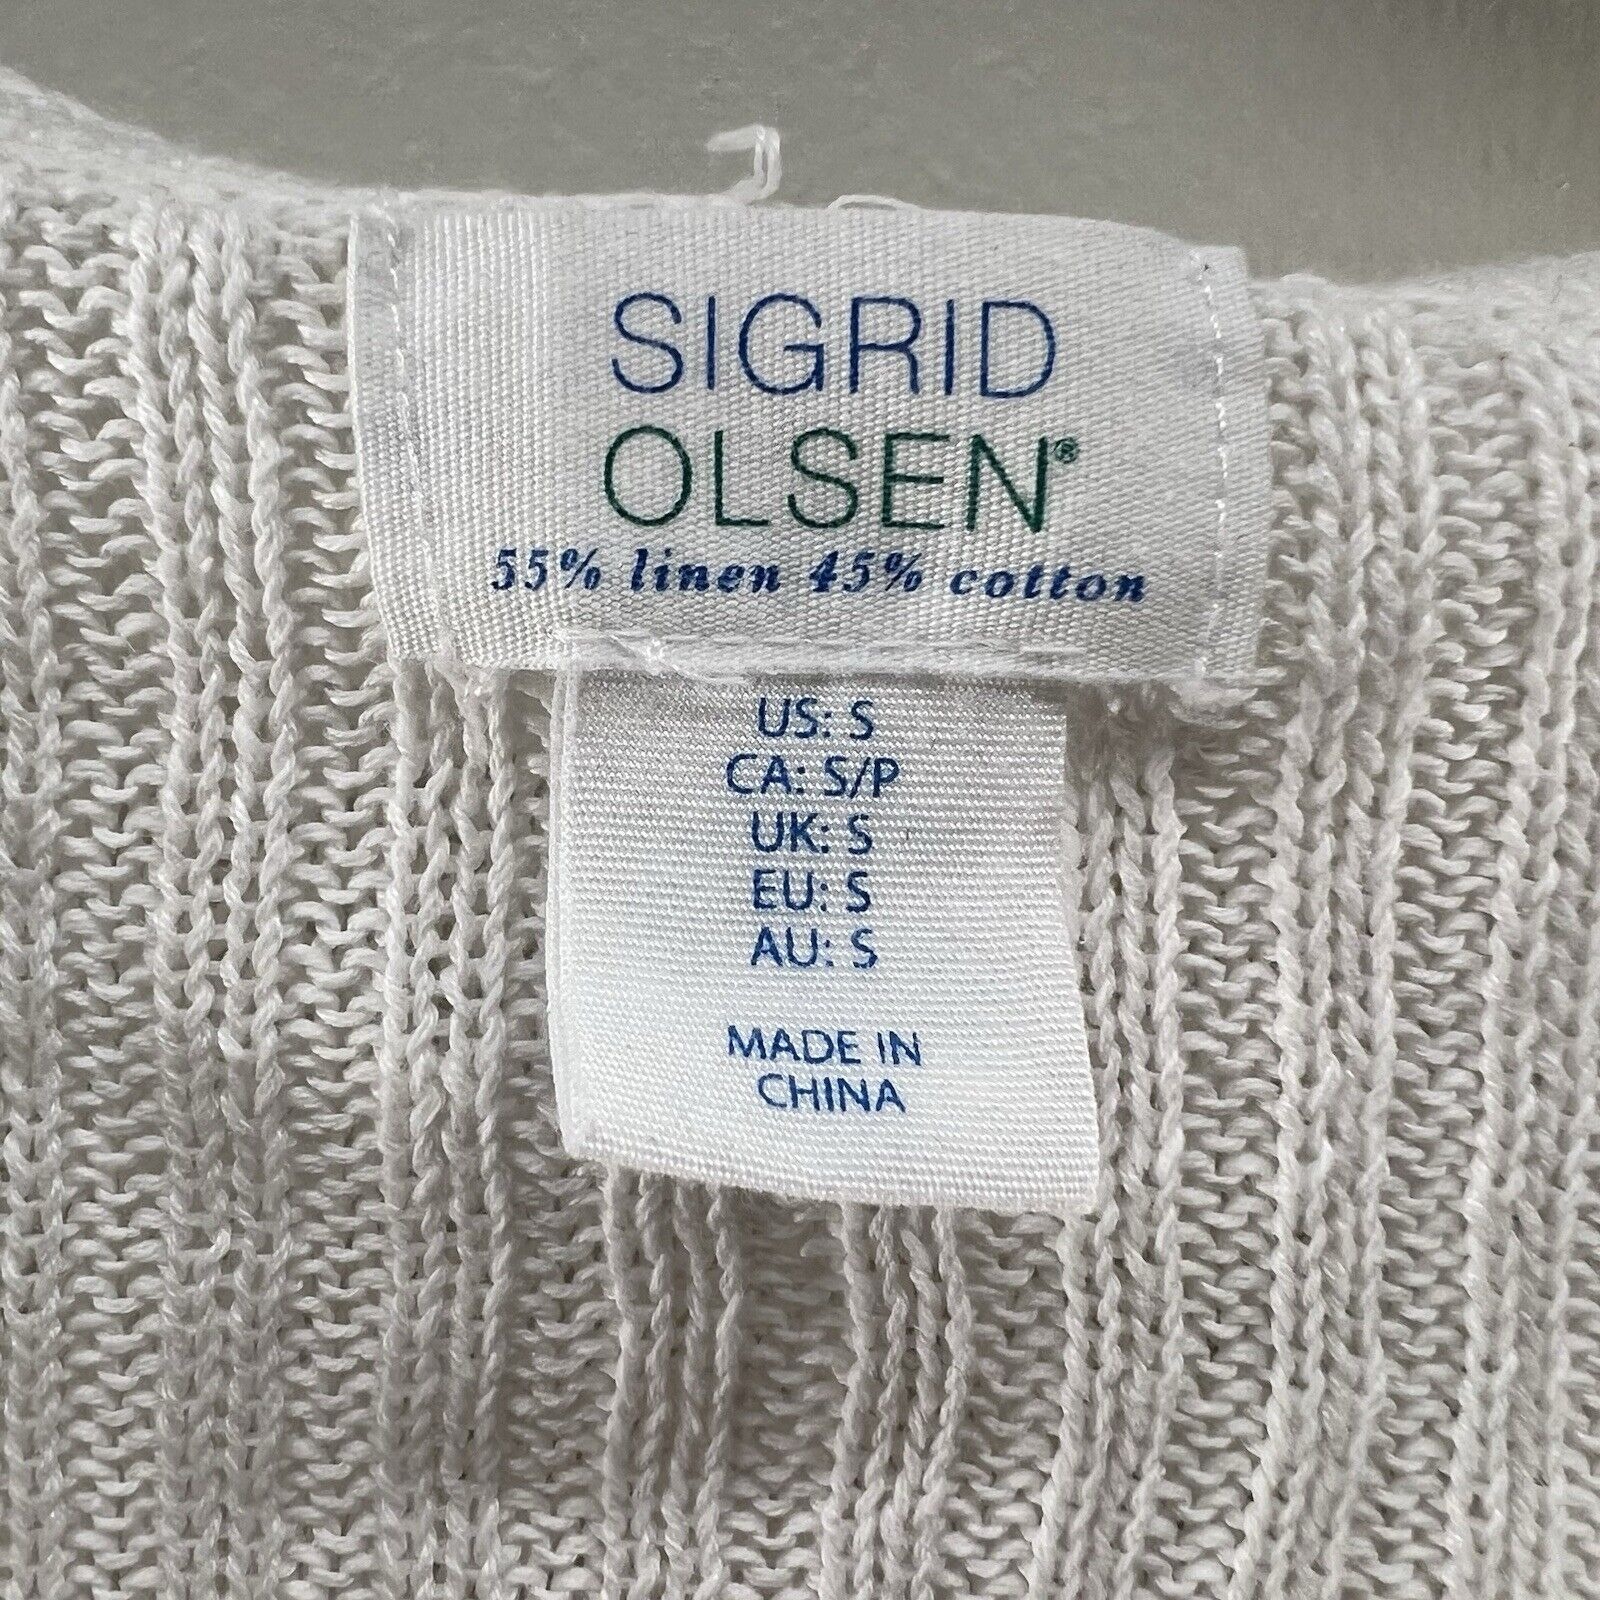 SIGRID
OLSEN®
55% linen 45% cotton
US: S
CA: S/P
UK: S
EU: S
AU: S
MADE IN
CHINA